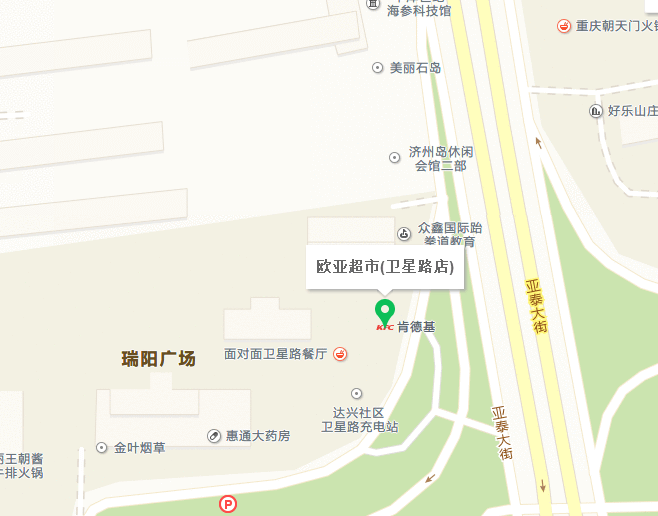 海参科技馆
重庆朝天门火锅
美丽石岛
好乐山庄
济州岛休闲
会馆二部
众鑫国际跆
拳道教育
欧亚超市(卫星路店)
亚泰大街
KFC 肯德基
瑞阳广场
面对面卫星路餐厅
达兴社区
卫星路充电站
亚泰大街
惠通大药房
金叶烟草
王朝酱
排火锅
P